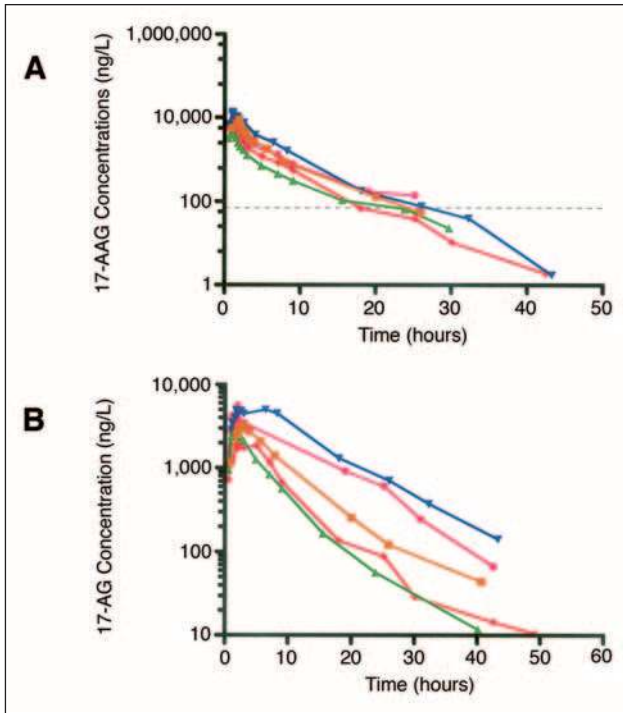 A
17-AAG Concentrations (ng/L)
1,000,000
10,000
100
1
0 10 20 30 40 50
Time (hours)
B
17-AG Concentration (ng/L)
10,000
1,000
100
10
0 10 20 30 40 50 60
Time (hours)